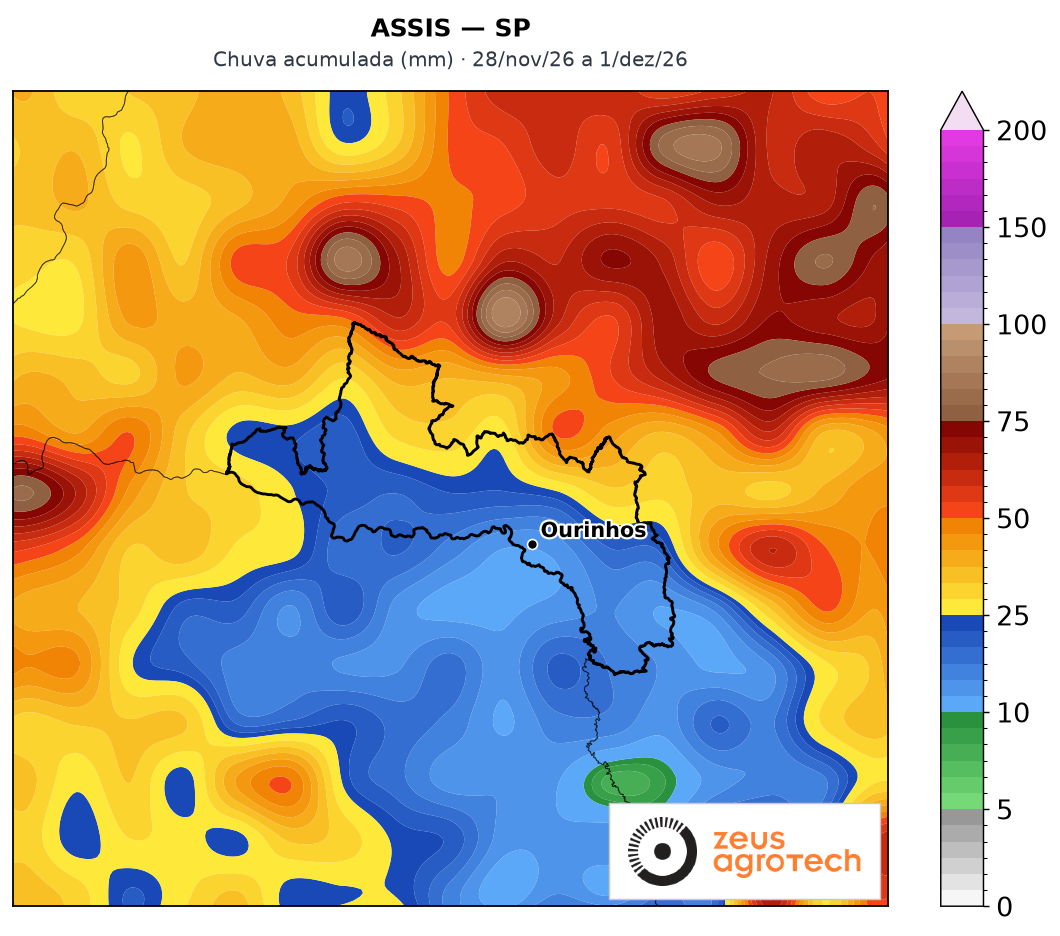 ASSIS — SP
Chuva acumulada (mm) · 28/nov/26 a 1/dez/26
200
150
100
75
50
25
10
5
0
Ourinhos
zeus
agrotech